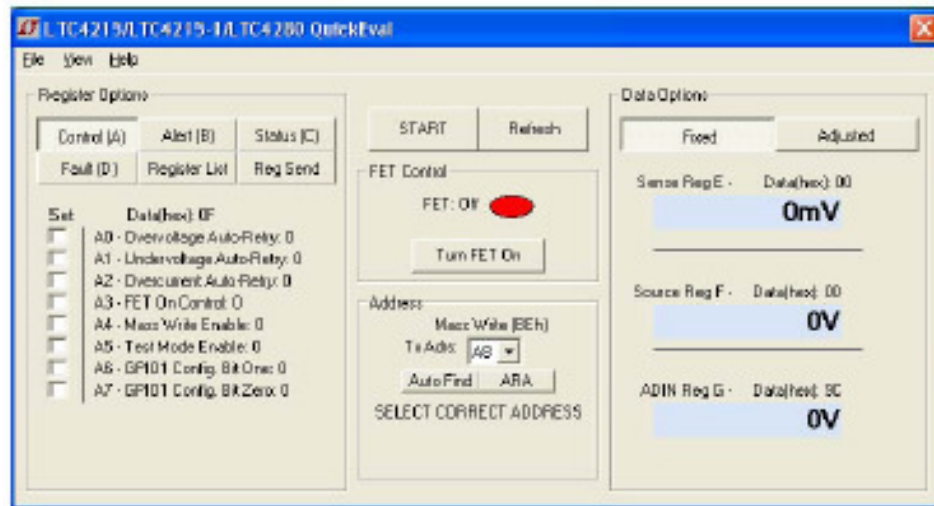 LTC4215/LTC4215-1/LTC4280 QuickEval
File View Help
Register Options
Control (A) Alert (B) Status (C)
Fault (D) Register List Reg Send
Set Data(hex): 0F
A0 - Overvoltage Auto-Retry: 0
A1 - Undervoltage Auto-Retry: 0
A2 - Overcurrent Auto-Retry: 0
A3 - FET On Control: 0
A4 - Mass Write Enable: 0
A5 - Test Mode Enable: 0
A6 - GPIO1 Config. Bit One: 0
A7 - GPIO1 Config. Bit Zero: 0
START Refresh
FET Control
FET: Off
Turn FET On
Address
Mass Write (BEh)
Tx Adrs: A8
Auto Find ARA
SELECT CORRECT ADDRESS
Data Options
Fixed Adjusted
Sense Reg E - Data(hex): 00
0mV
Source Reg F - Data(hex): 00
0V
ADIN Reg G - Data(hex): 9C
0V